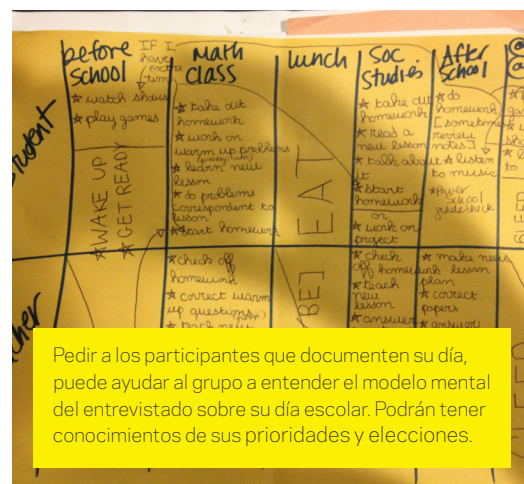 before school
IF I have extra time
Math class
lunch
Soc Studies
After School
Student
★ watch shows
★ play games
★ WAKE UP
★ GET READY
★ take out
homework
★ work on
warm up problems
★ learn new
lesson
★ do problems
correspondent to
lesson
★ start homework
EAT
★ take out
homework
★ read a
new lesson
★ talk about
it
★ start
homework
or
★ work on
project
★ do
homework
[sometimes
review
notes]
★ listen
to music
★ Power
School
gradecheck
★ check off
homework
★ correct warm
up questions
★ teach new
★ check
off homework
★ teach
new
lesson
★ answer
★ make new
lesson
plan
★ correct
papers
★ answer
Pedir a los participantes que documenten su día,
puede ayudar al grupo a entender el modelo mental
del entrevistado sobre su día escolar. Podrán tener
conocimientos de sus prioridades y elecciones.